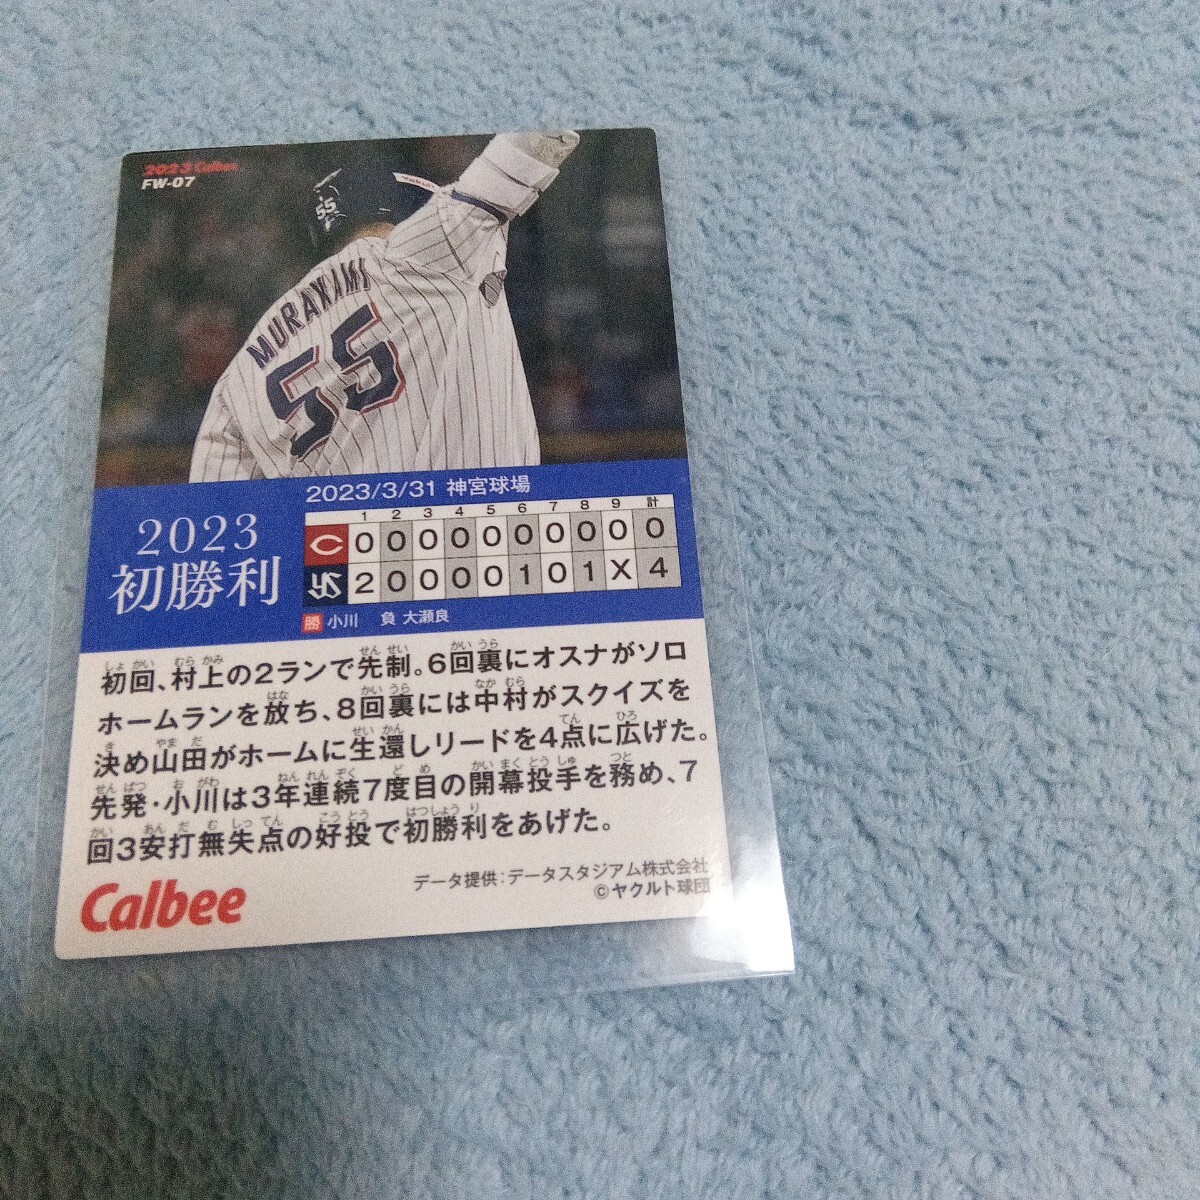 2023 Calbee
FW-07
55
MURAKAMI
55
2023/3/31 神宮球場
2023
初勝利
1 2 3 4 5 6 7 8 9 計
C 0 0 0 0 0 0 0 0 0 0
YS 2 0 0 0 0 1 0 1 X 4
勝 小川 負 大瀬良
初回、村上の2ランで先制。6回裏にオスナがソロ
ホームランを放ち、8回裏には中村がスクイズを
決め山田がホームに生還しリードを4点に広げた。
先発・小川は3年連続7度目の開幕投手を務め、7
回3安打無失点の好投で初勝利をあげた。
Calbee
データ提供:データスタジアム株式会社
©ヤクルト球団